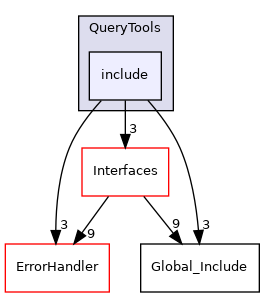 QueryTools
include
3
Interfaces
3
9
9
3
ErrorHandler
Global_Include